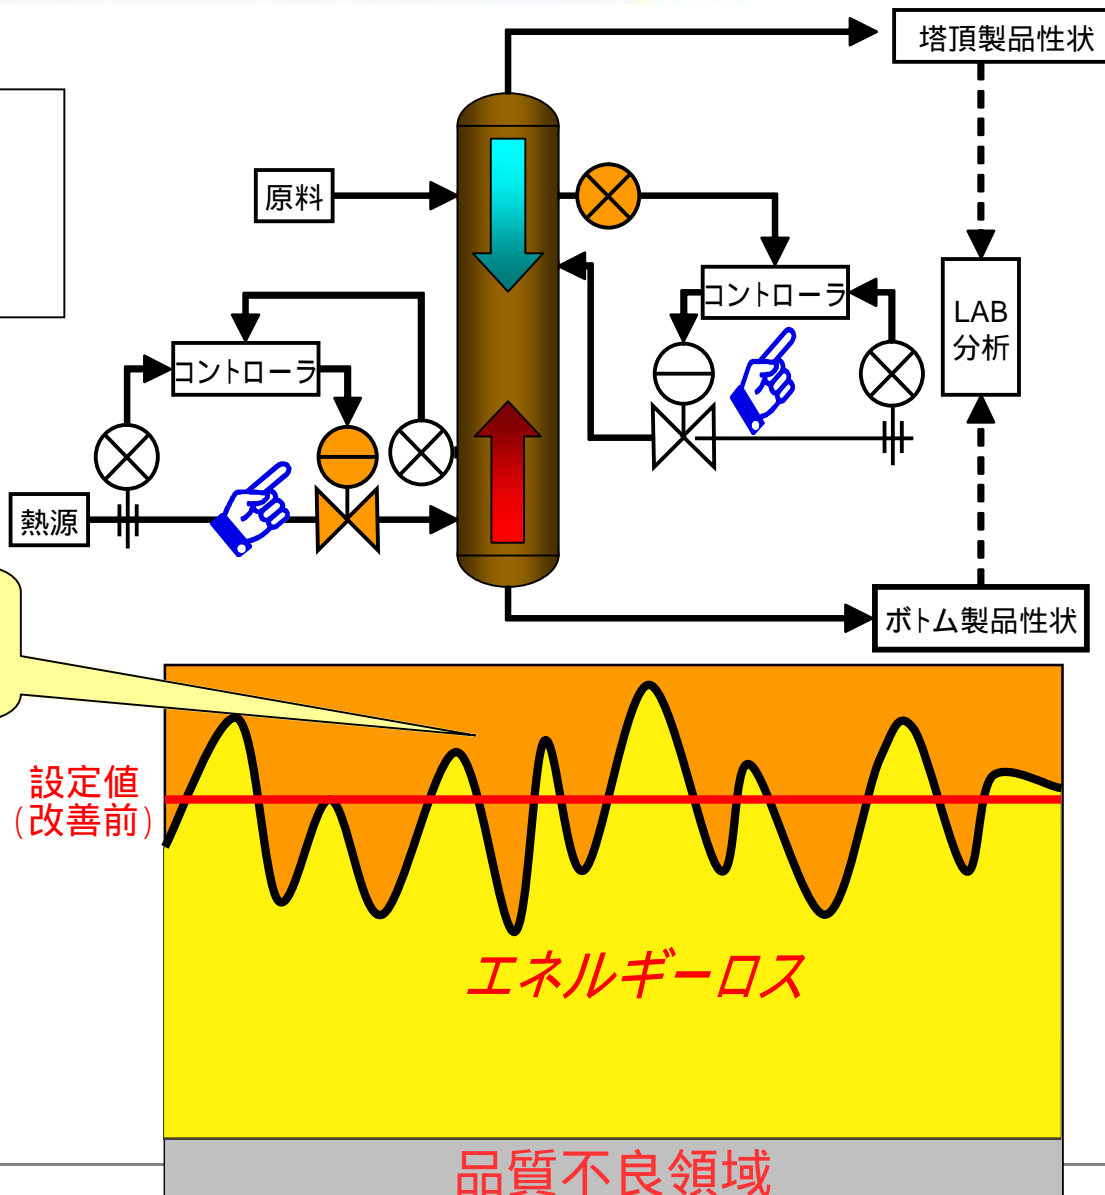 塔頂製品性状
原料
コントローラ
LAB
分析
コントローラ
熱源
ボトム製品性状
設定値
(改善前)
エネルギーロス
品質不良領域